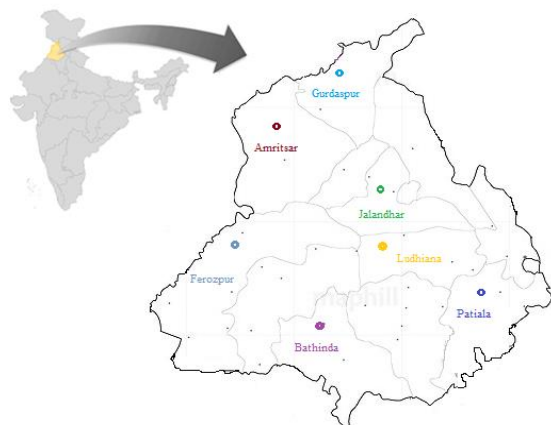 Gurdaspur
Amritsar
Jalandhar
Ludhiana
Ferozpur
maphill
Patiala
Bathinda